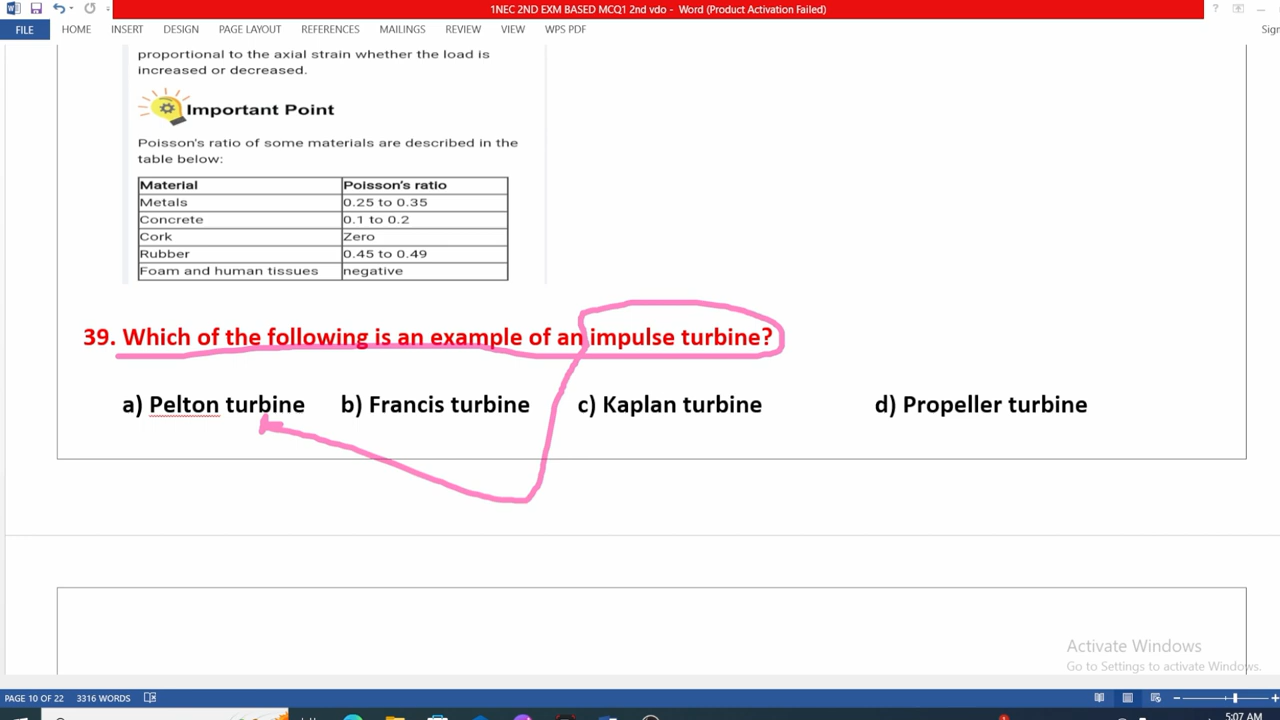 1NEC 2ND EXM BASED MCQ1 2nd vdo - Word (Product Activation Failed)
FILE HOME INSERT DESIGN PAGE LAYOUT REFERENCES MAILINGS REVIEW VIEW WPS PDF
proportional to the axial strain whether the load is
increased or decreased.
Important Point
Poisson's ratio of some materials are described in the
table below:
Material Poisson's ratio
Metals 0.25 to 0.35
Concrete 0.1 to 0.2
Cork Zero
Rubber 0.45 to 0.49
Foam and human tissues negative
39. Which of the following is an example of an impulse turbine?
a) Pelton turbine b) Francis turbine c) Kaplan turbine d) Propeller turbine
Activate Windows
Go to Settings to activate Windows.
PAGE 10 OF 22 3316 WORDS
5:07 AM